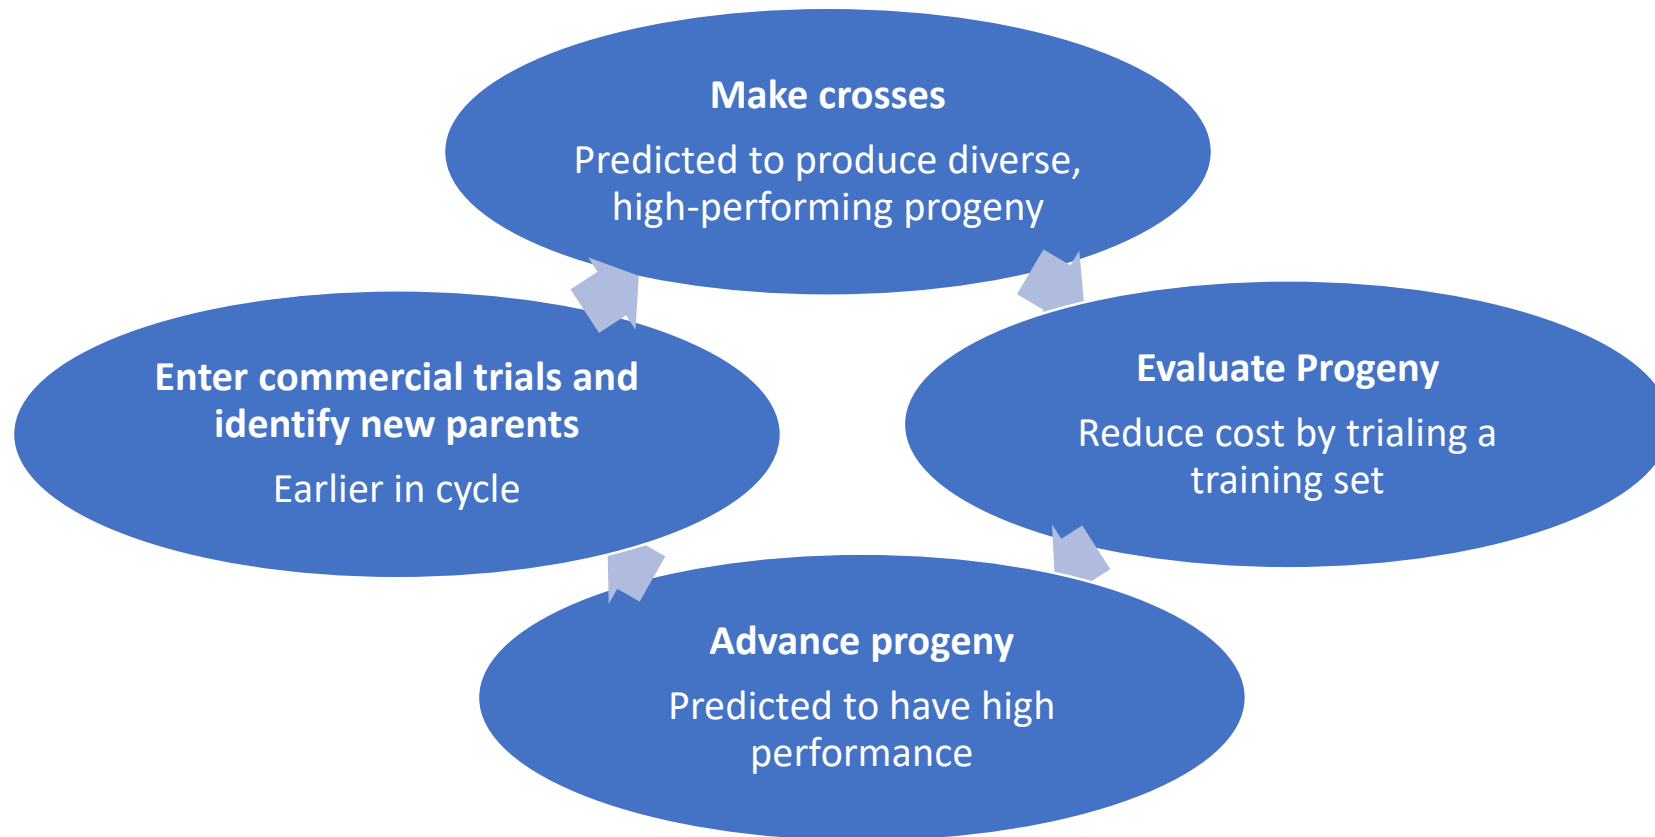 Make crosses
Predicted to produce diverse,
high-performing progeny
Enter commercial trials and
identify new parents
Earlier in cycle
Evaluate Progeny
Reduce cost by trialing a
training set
Advance progeny
Predicted to have high
performance